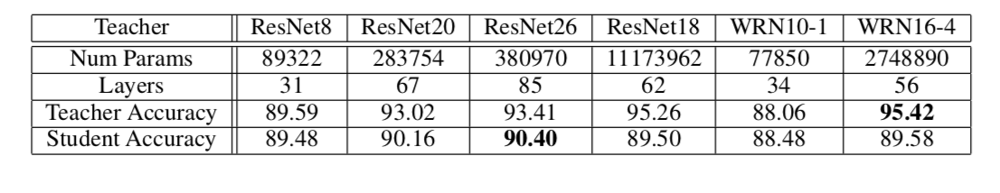 Teacher ResNet8 ResNet20 ResNet26 ResNet18 WRN10-1 WRN16-4
Num Params 89322 283754 380970 11173962 77850 2748890
Layers 31 67 85 62 34 56
Teacher Accuracy 89.59 93.02 93.41 95.26 88.06 95.42
Student Accuracy 89.48 90.16 90.40 89.50 88.48 89.58